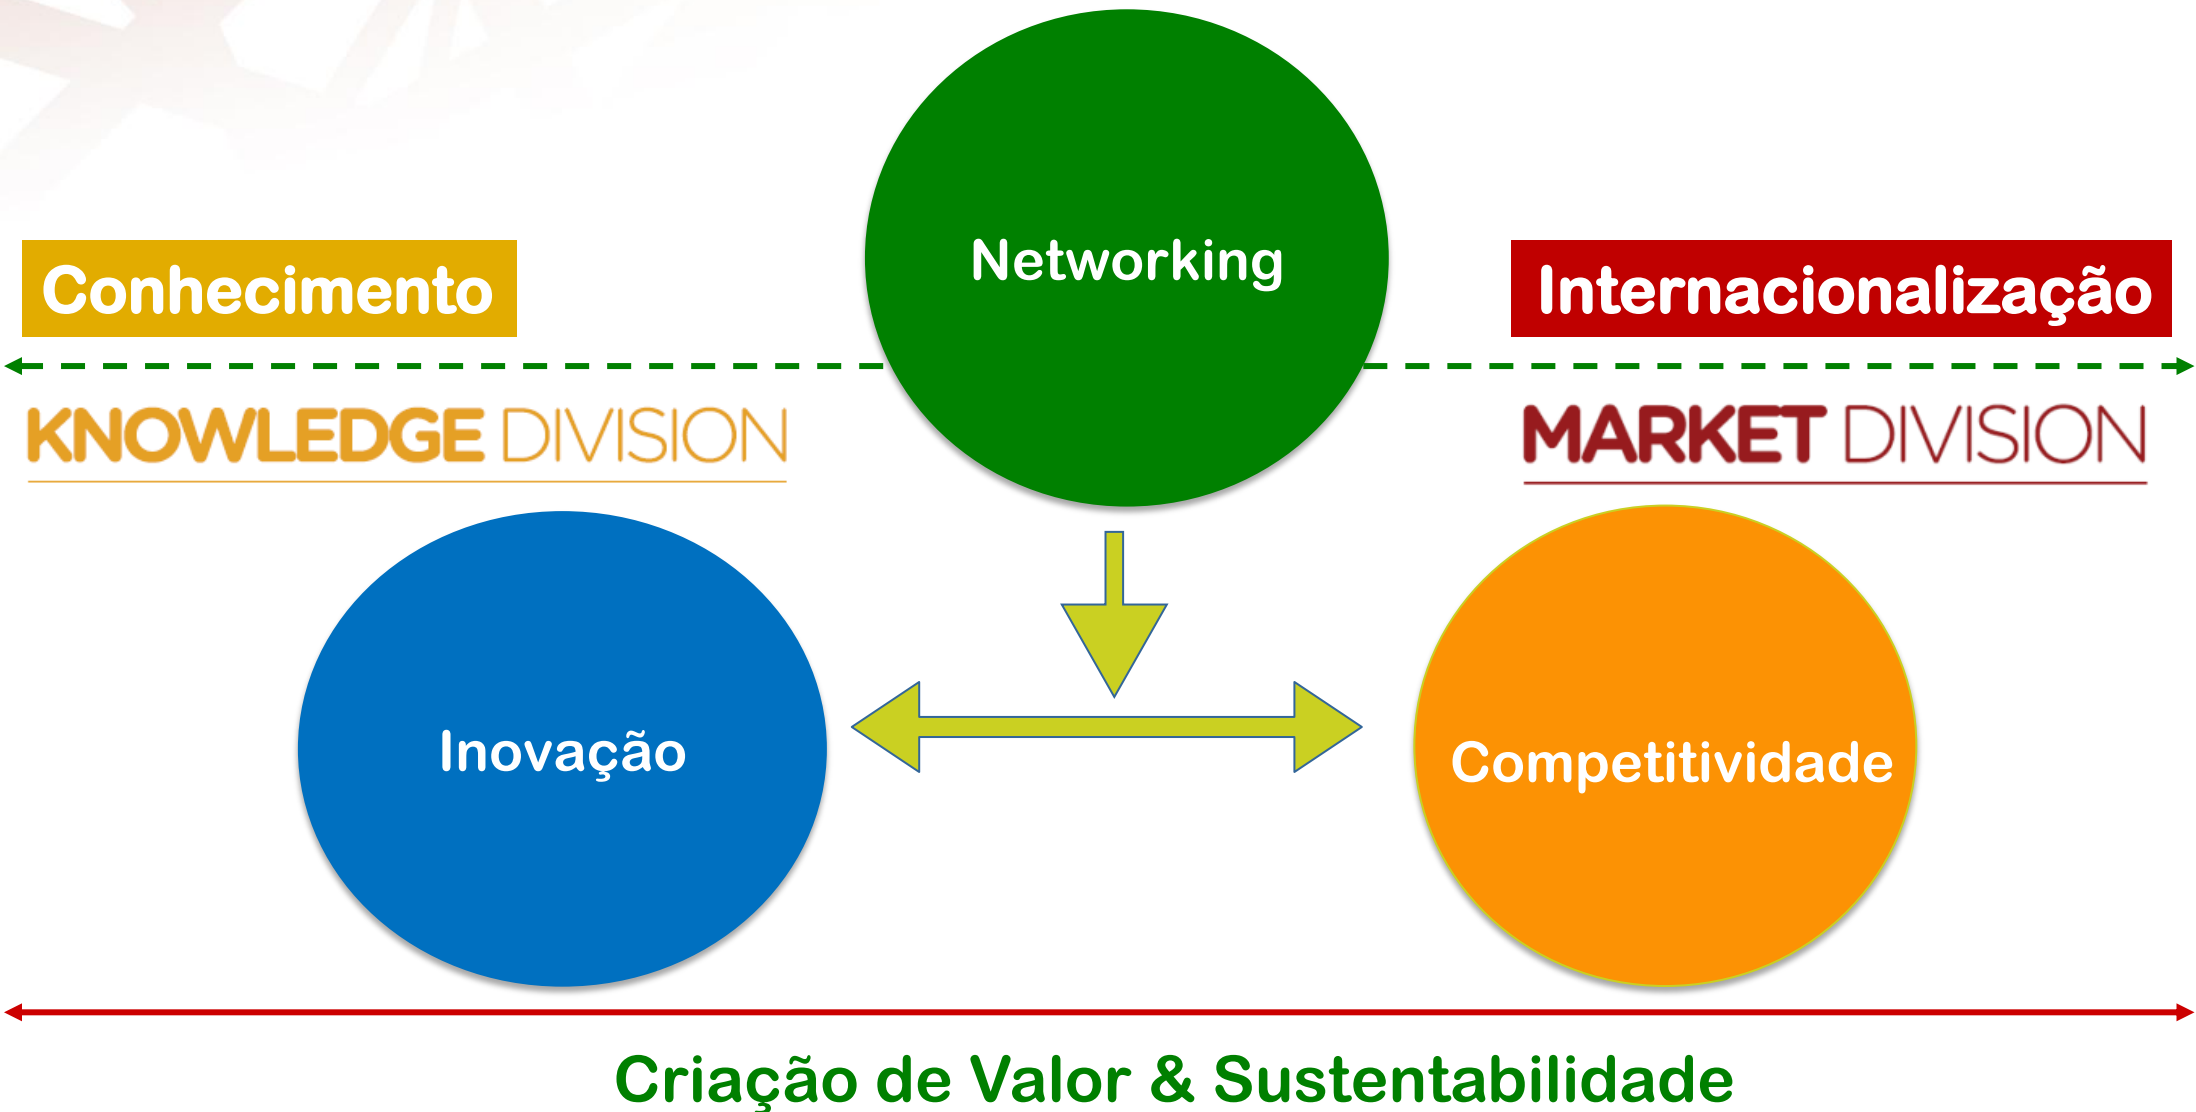 Networking
Conhecimento
Internacionalização
KNOWLEDGE DIVISION
MARKET DIVISION
Inovação
Competitividade
Criação de Valor & Sustentabilidade